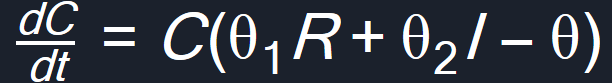 dC/dt = C(θ₁R + θ₂I − θ)